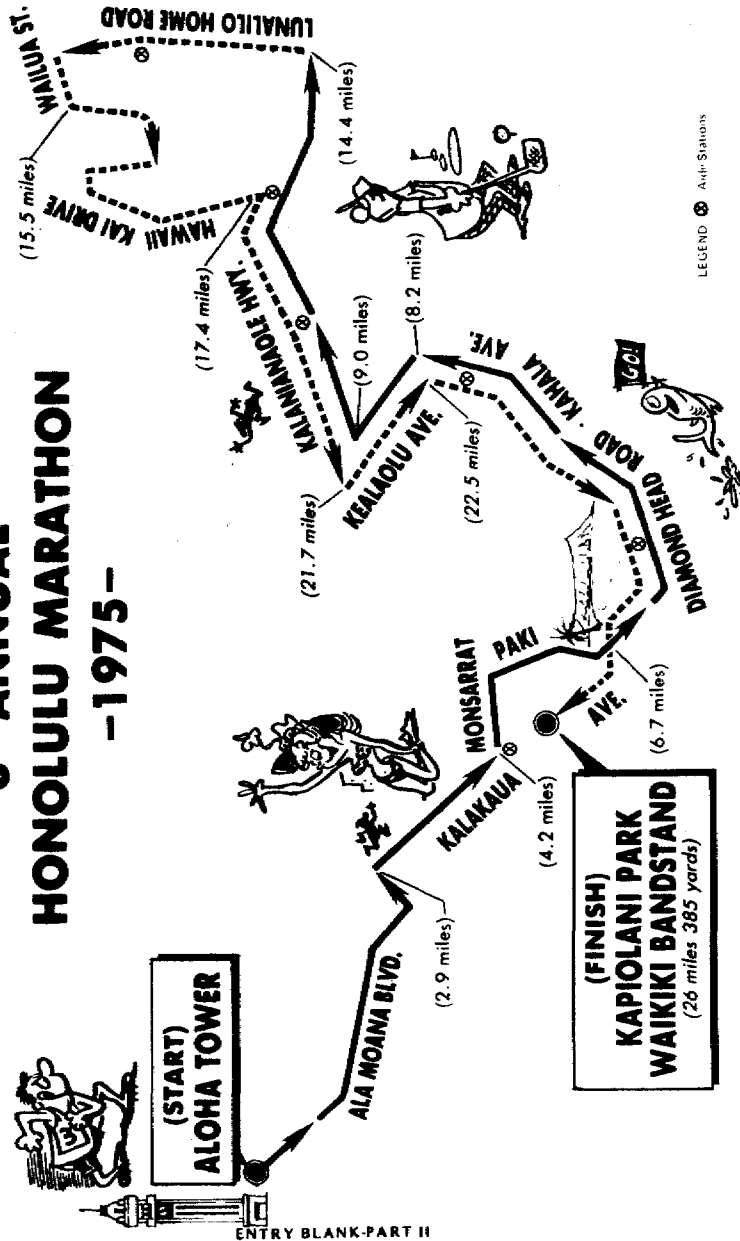 HONOLULU MARATHON
–1975–
(START)
ALOHA TOWER
ALA MOANA BLVD.
(2.9 miles)
KALAKAUA
(4.2 miles)
MONSARRAT
PAKI
AVE.
(6.7 miles)
DIAMOND HEAD ROAD · KAHALA
AVE.
GO!
(8.2 miles)
(9.0 miles)
KEALAOLU AVE.
(22.5 miles)
(21.7 miles)
KALANIANAOLE HWY.
(17.4 miles)
(14.4 miles)
LUNALILO HOME ROAD
WAILUA ST.
(15.5 miles)
HAWAII KAI DRIVE
(FINISH)
KAPIOLANI PARK
WAIKIKI BANDSTAND
(26 miles 385 yards)
LEGEND ⊗ Aide Stations
ENTRY BLANK-PART II